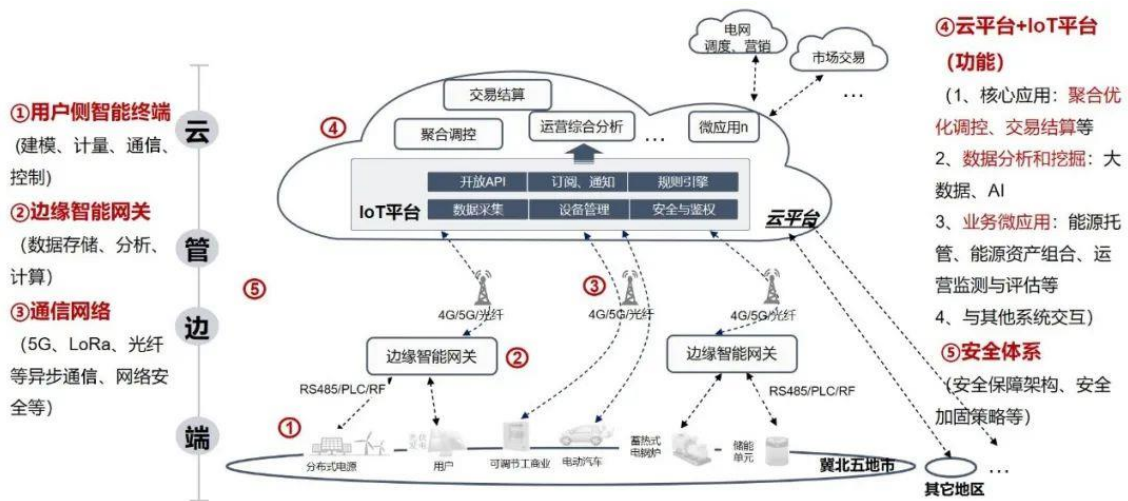 ①用户侧智能终端
(建模、计量、通信、
控制)
②边缘智能网关
(数据存储、分析、
计算)
③通信网络
(5G、LoRa、光纤
等异步通信、网络安
全等)
云
管
边
端
电网
调度、营销
市场交易
...
④
交易结算
聚合调控
运营综合分析
...
微应用n
IoT平台
开放API
订阅、通知
规则引擎
数据采集
设备管理
安全与鉴权
云平台
⑤
③
4G/5G/光纤
4G/5G/光纤
4G/5G/光纤
边缘智能网关
②
边缘智能网关
RS485/PLC/RF
RS485/PLC/RF
①
分布式电源
用户
可调节工商业
电动汽车
蓄热式
电锅炉
储能
单元
冀北五地市
其它地区
...
④云平台+IoT平台
(功能)
(1、核心应用：聚合优
化调控、交易结算等
2、数据分析和挖掘：大
数据、AI
3、业务微应用：能源托
管、能源资产组合、运
营监测与评估等
4、与其他系统交互)
⑤安全体系
(安全保障架构、安全
加固策略等)